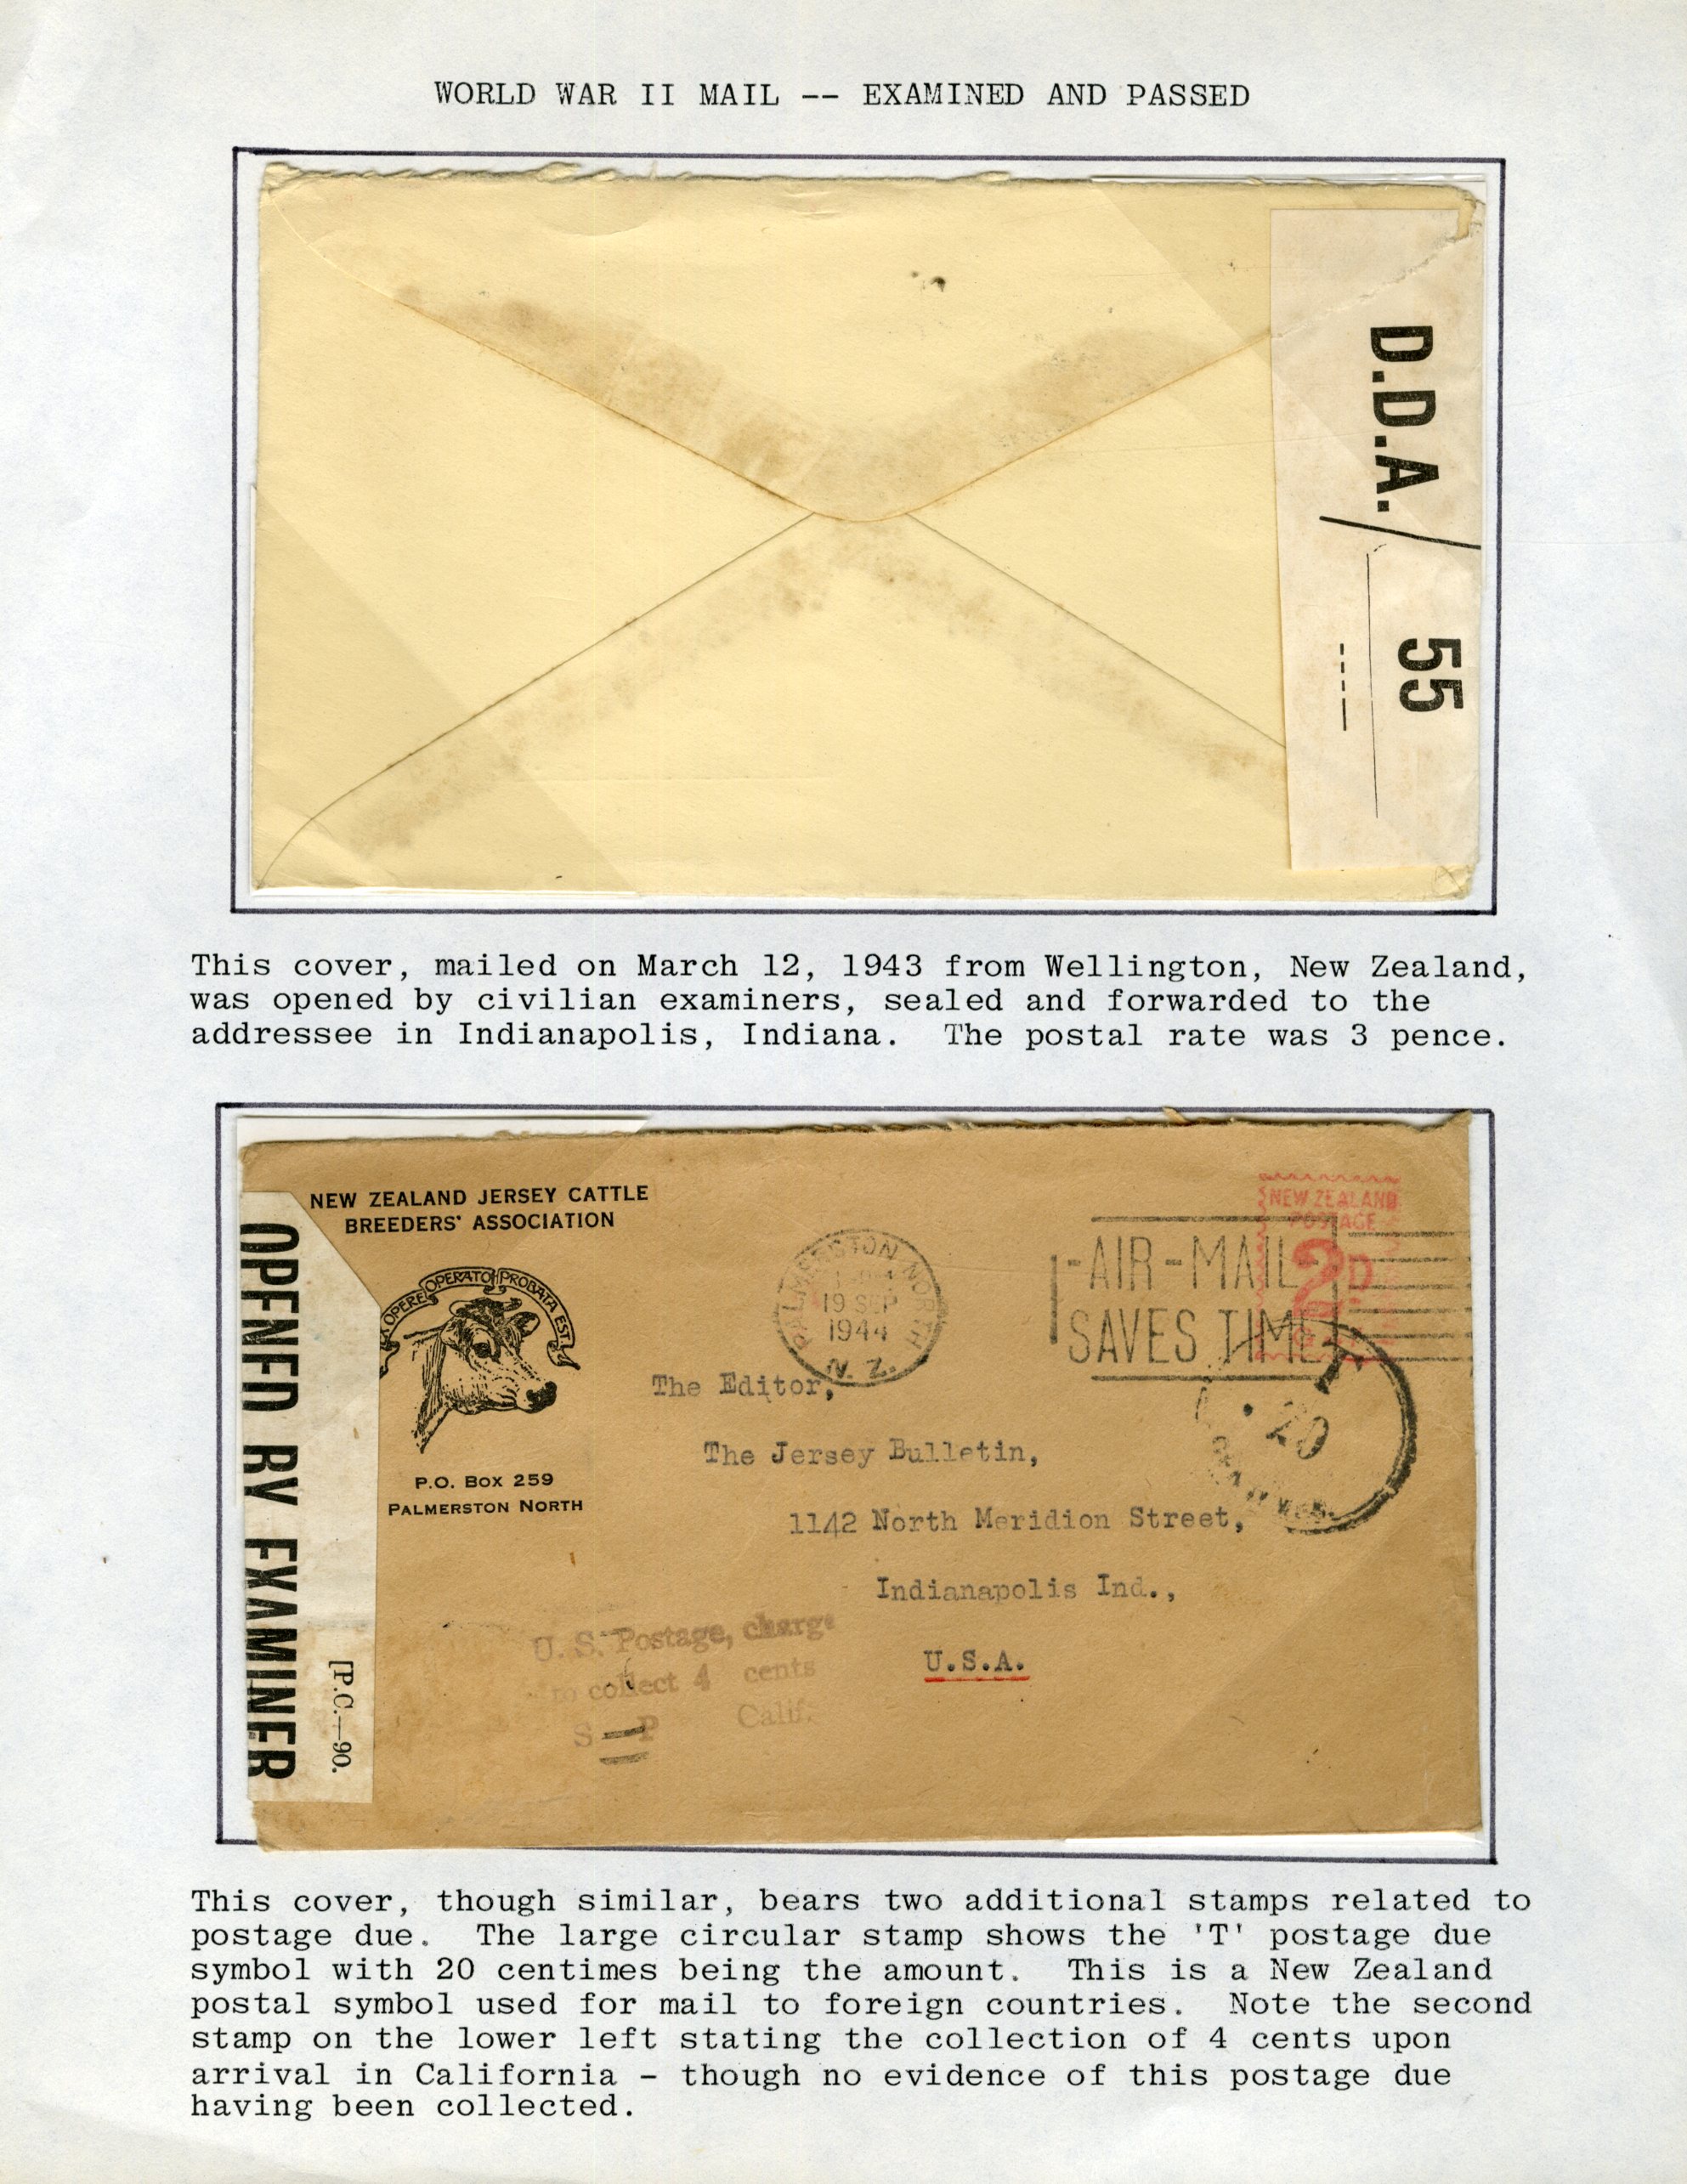 WORLD WAR II MAIL -- EXAMINED AND PASSED
D.D.A./
55
This cover, mailed on March 12, 1943 from Wellington, New Zealand,
was opened by civilian examiners, sealed and forwarded to the
addressee in Indianapolis, Indiana. The postal rate was 3 pence.
NEW ZEALAND JERSEY CATTLE
BREEDERS' ASSOCIATION
OPERE OPERATO PROBATA EST.
P.O. BOX 259
PALMERSTON NORTH
OPENED BY EXAMINER
[P.C.—90.
PALMERSTON NORTH
19 SEP
1944
N. Z.
-AIR-MAIL-
SAVES TIME
NEW ZEALAND
POSTAGE
2D
T
20
The Editor,
The Jersey Bulletin,
1142 North Meridion Street,
Indianapolis Ind.,
U.S.A.
U. S. Postage, charge
to collect 4 cents
S P Calif.
This cover, though similar, bears two additional stamps related to
postage due. The large circular stamp shows the 'T' postage due
symbol with 20 centimes being the amount. This is a New Zealand
postal symbol used for mail to foreign countries. Note the second
stamp on the lower left stating the collection of 4 cents upon
arrival in California - though no evidence of this postage due
having been collected.